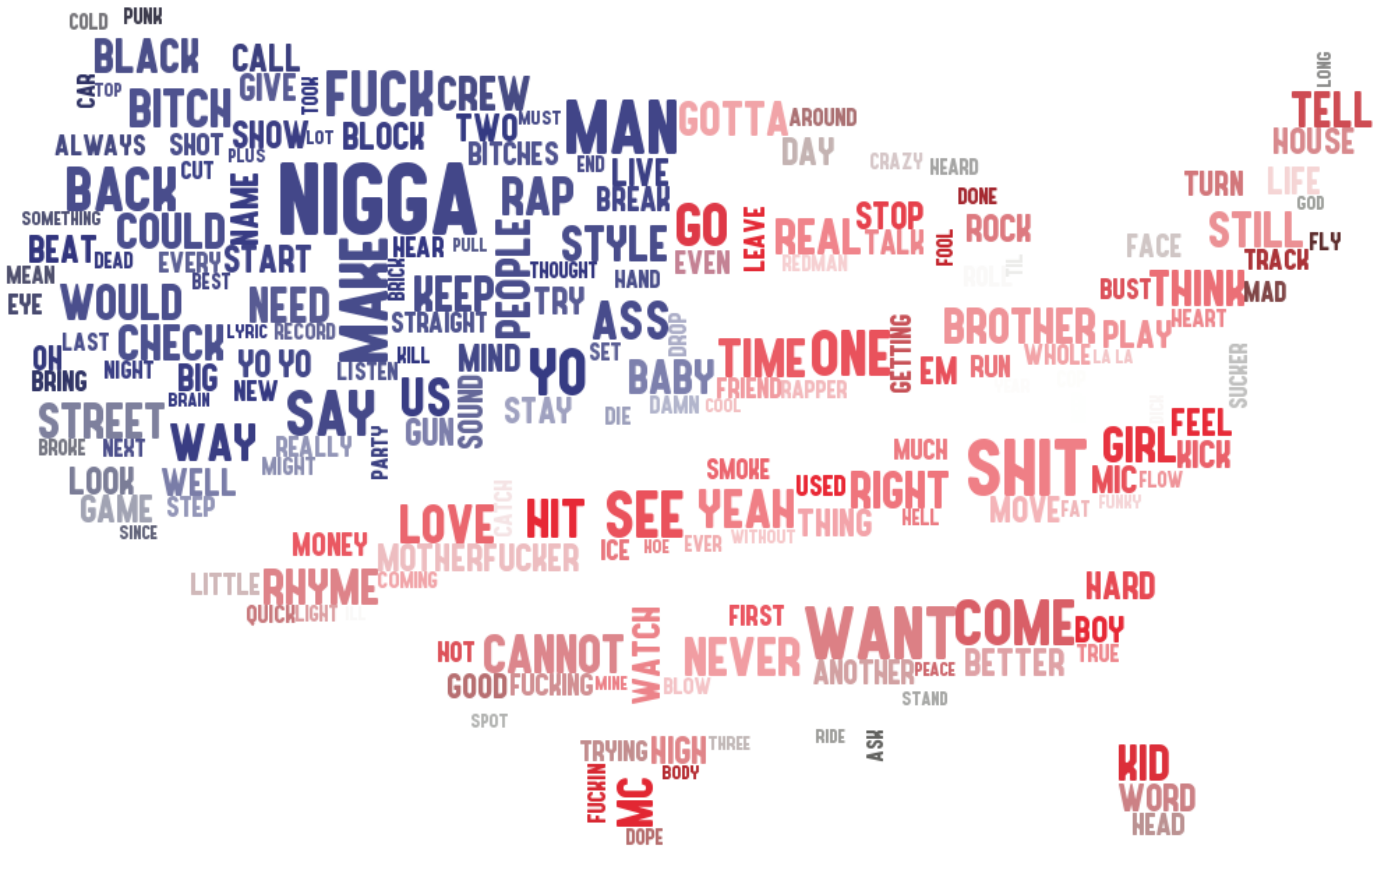 COLD
PUNK
BLACK
CALL
CAR
TOP
GIVE
TOOK
FUCK
CREW
LONG
BITCH
MUST
MAN
GOTTA
AROUND
TELL
ALWAYS
SHOT
SHOW
LOT
BLOCK
TWO
HOUSE
PLUS
BITCHES
END
DAY
CRAZY
HEARD
CUT
LIVE
BACK
NAME
NIGGA
RAP
BREAK
DONE
TURN
LIFE
GOD
SOMETHING
COULD
PEOPLE
STYLE
GO
LEAVE
REAL
STOP
TALK
FOOL
ROCK
STILL
FLY
BEAT
DEAD
EVERY
START
MAKE
HEAR
PULL
THOUGHT
EVEN
REDMAN
FACE
TRACK
MEAN
BEST
BRICK
KEEP
HAND
ROLE
TIL
BUST
THINK
MAD
EYE
WOULD
NEED
TRY
HEART
LAST
CHECK
LYRIC
RECORD
STRAIGHT
ASS
DROP
BROTHER
PLAY
OH
NIGHT
YO YO
LISTEN
KILL
MIND
YO
SET
TIME
ONE
GETTING
WHOLE
LA LA
SUCKER
BRING
BIG
NEW
BABY
FRIEND
RAPPER
EM
RUN
BRAIN
SAY
US
SOUND
STAY
DIE
DAMN
COOL
STREET
FEEL
BROKE
NEXT
WAY
REALLY
PARTY
GUN
MUCH
SHIT
GIRL
KICK
LOOK
WELL
MIGHT
SMOKE
USED
RIGHT
MIC
FLOW
GAME
STEP
CATCH
HIT
SEE
YEAH
THING
HELL
MOVE
FAT
FUNKY
SINCE
LOVE
MONEY
MOTHERFUCKER
ICE
HOE
EVER
WITHOUT
LITTLE
RHYME
COMING
HARD
QUICK
LIGHT
ILL
WATCH
FIRST
WANT
COME
BOY
HOT
CANNOT
NEVER
TRUE
GOOD
FUCKING
MINE
BLOW
ANOTHER
PEACE
BETTER
STAND
SPOT
TRYING
HIGH
THREE
RIDE
ASK
FUCKIN
MC
BODY
KID
WORD
DOPE
HEAD